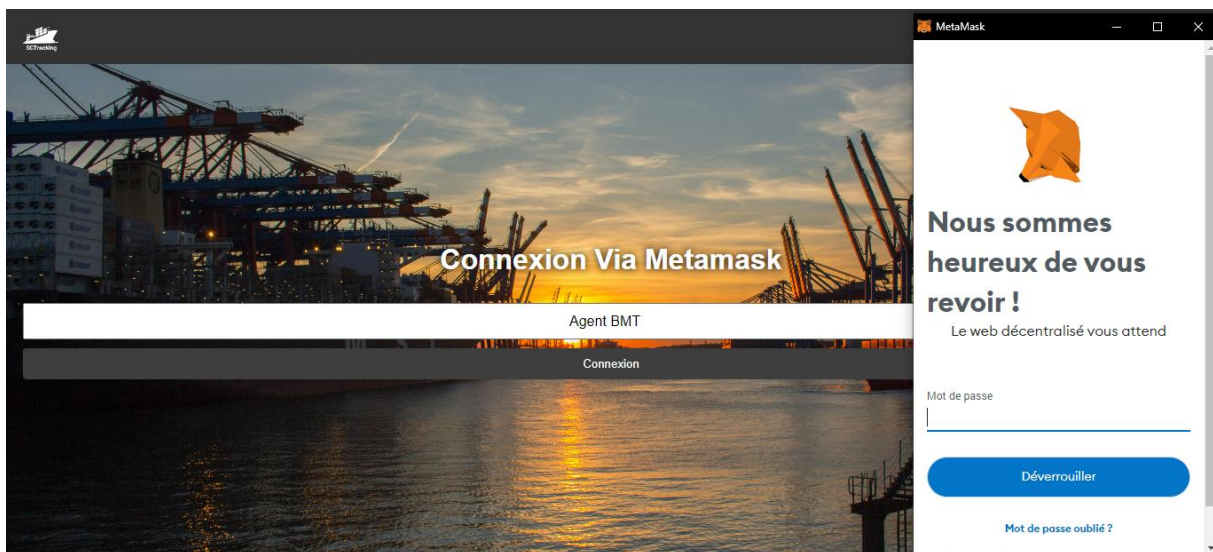 SCTracking
Connexion Via Metamask
Agent BMT
Connexion
MetaMask
Nous sommes
heureux de vous
revoir !
Le web décentralisé vous attend
Mot de passe
Déverrouiller
Mot de passe oublié ?